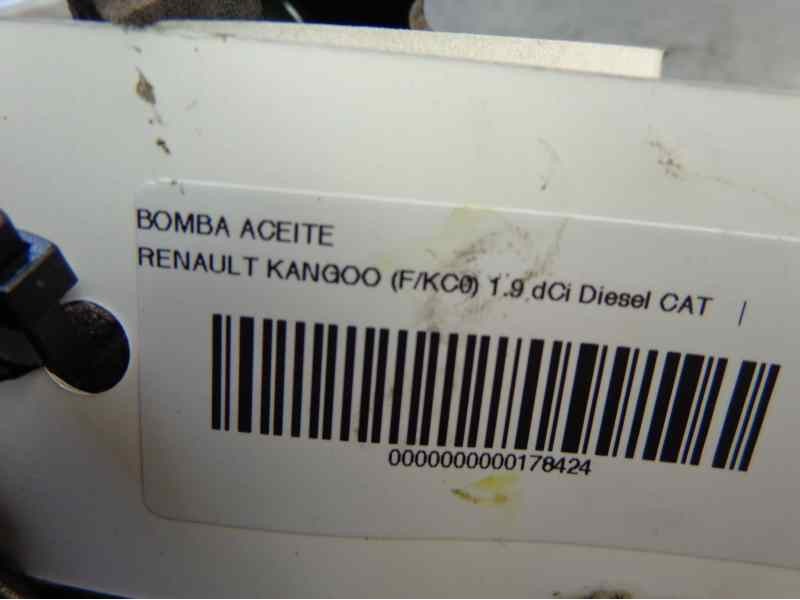 BOMBA ACEITE
RENAULT KANGOO (F/KC0) 1.9 dCi Diesel CAT |
0000000000178424